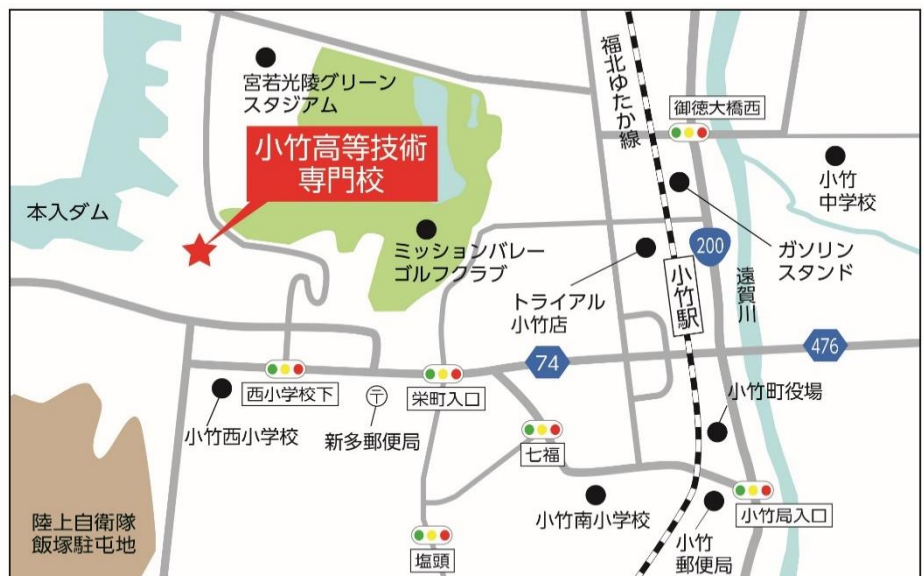 宮若光陵グリーン
スタジアム
小竹高等技術
専門校
本入ダム
ミッションバレー
ゴルフクラブ
福北ゆたか線
御徳大橋西
小竹
中学校
200
ガソリン
スタンド
トライアル
小竹店
小竹駅
遠賀川
74
476
西小学校下
〒
栄町入口
小竹西小学校
新多郵便局
小竹町役場
七福
陸上自衛隊
飯塚駐屯地
塩頭
小竹南小学校
小竹
郵便局
小竹局入口